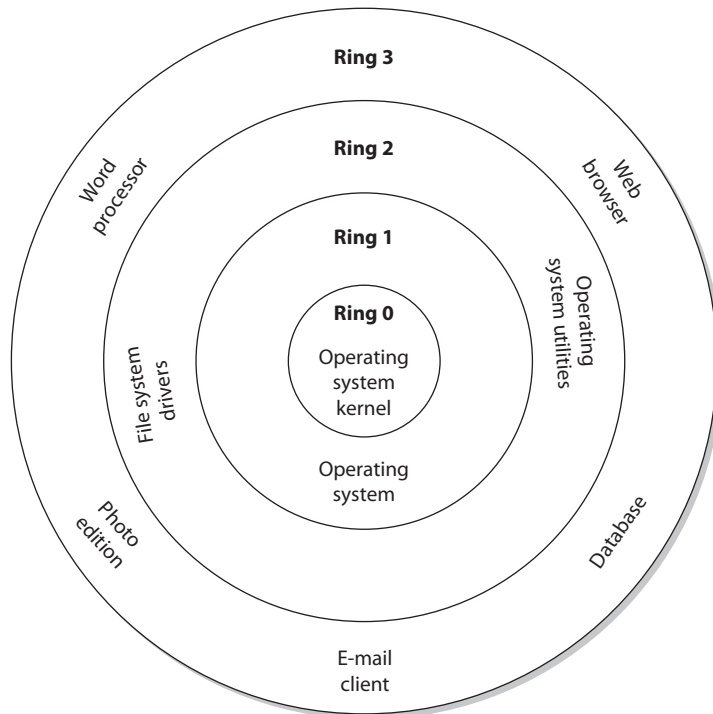 Ring 3
Word
processor
Web
browser
Ring 2
Ring 1
Operating
system utilities
Ring 0
Operating
system
kernel
File system
drivers
Operating
system
Photo
edition
Database
E-mail
client